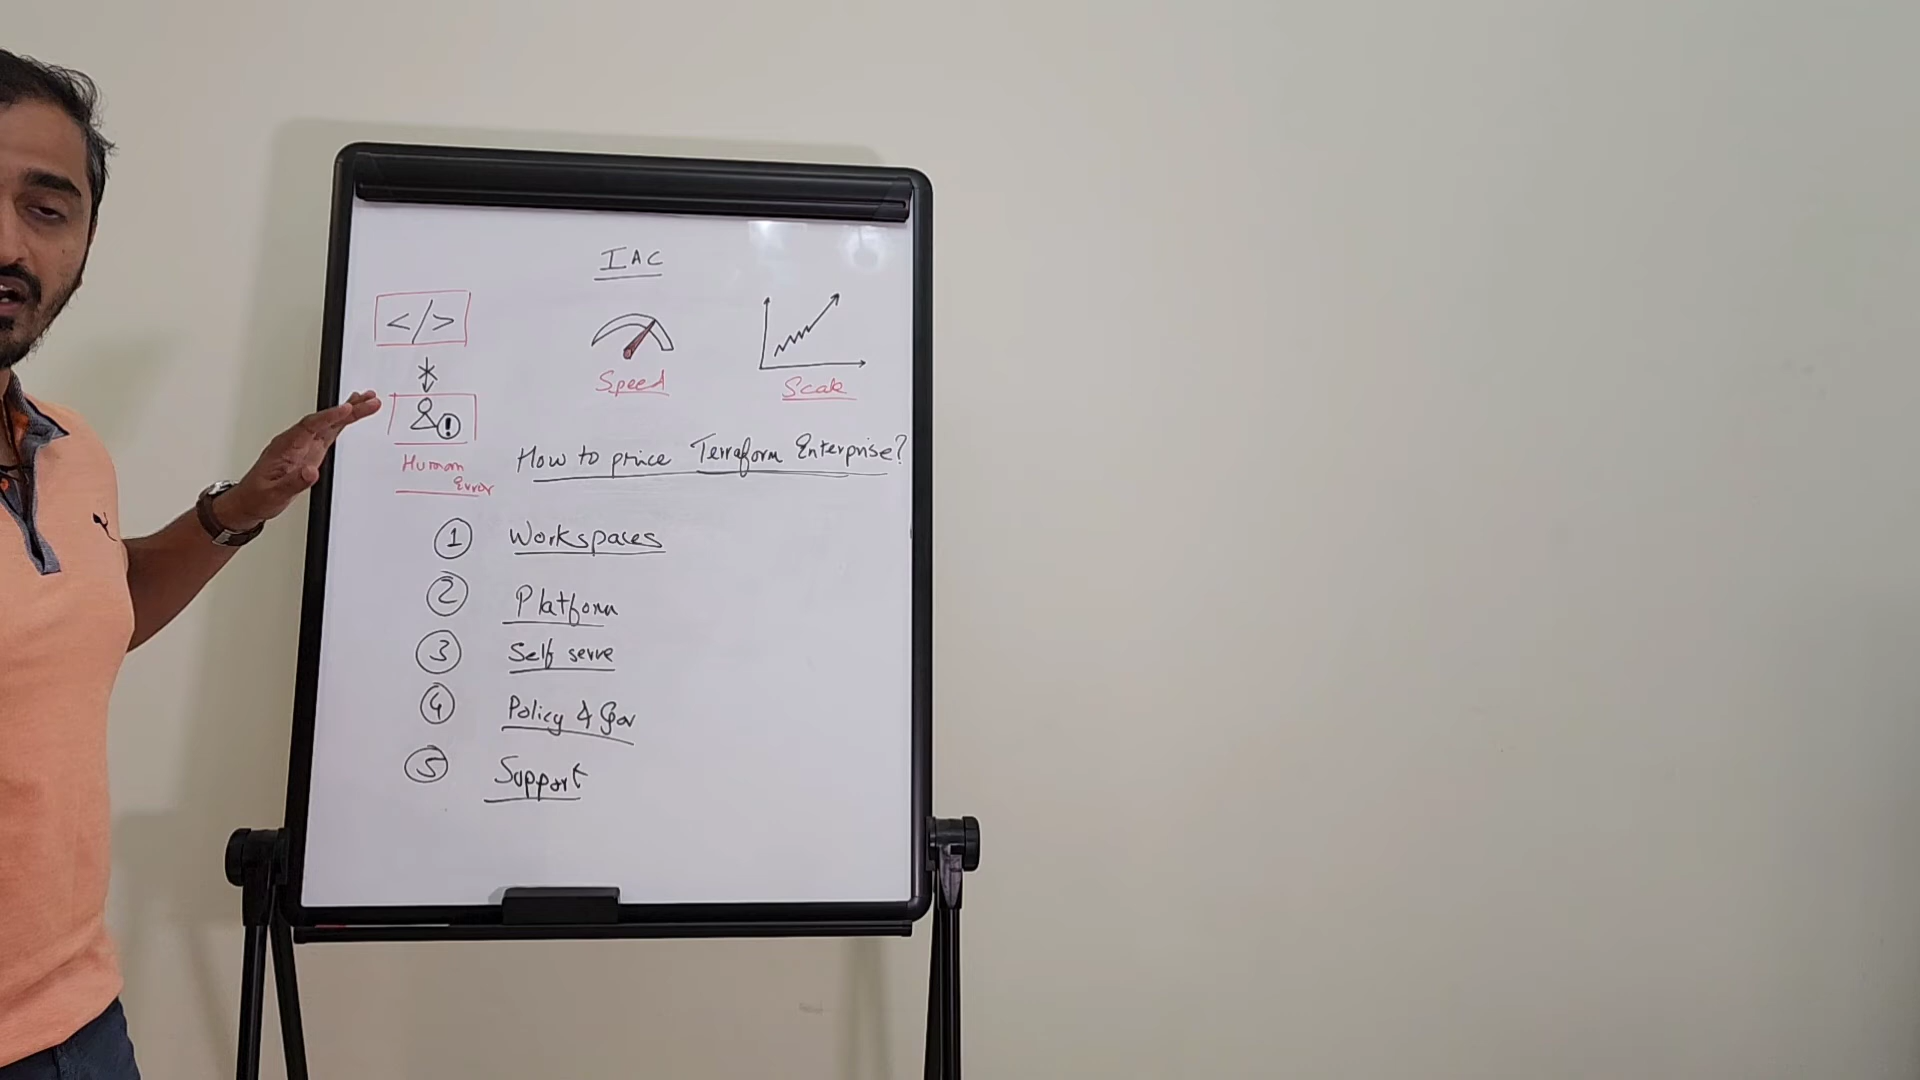 IAC
</>
!
Speed
Scale
Human
Error
How to price Terraform Enterprise?
1 Workspaces
2 Platform
3 Self serve
4 Policy & Gov
5 Support